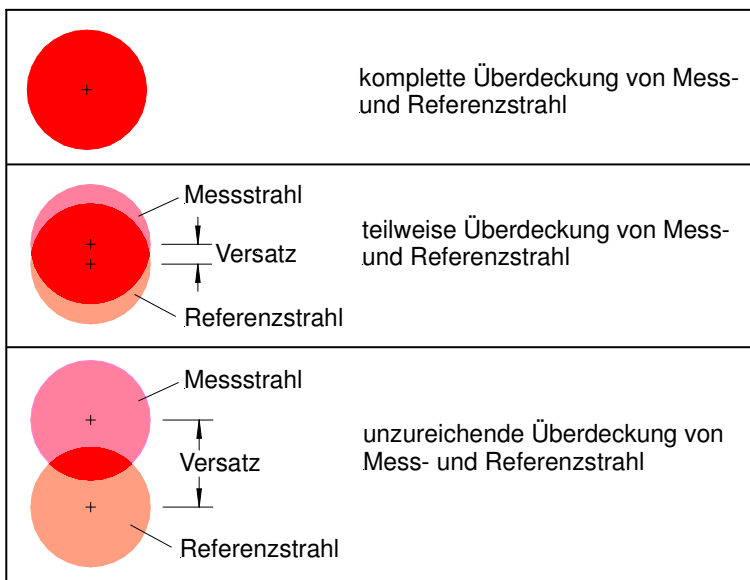 komplette Überdeckung von Mess-
und Referenzstrahl
Messstrahl
Versatz
Referenzstrahl
teilweise Überdeckung von Mess-
und Referenzstrahl
Messstrahl
Versatz
Referenzstrahl
unzureichende Überdeckung von
Mess- und Referenzstrahl